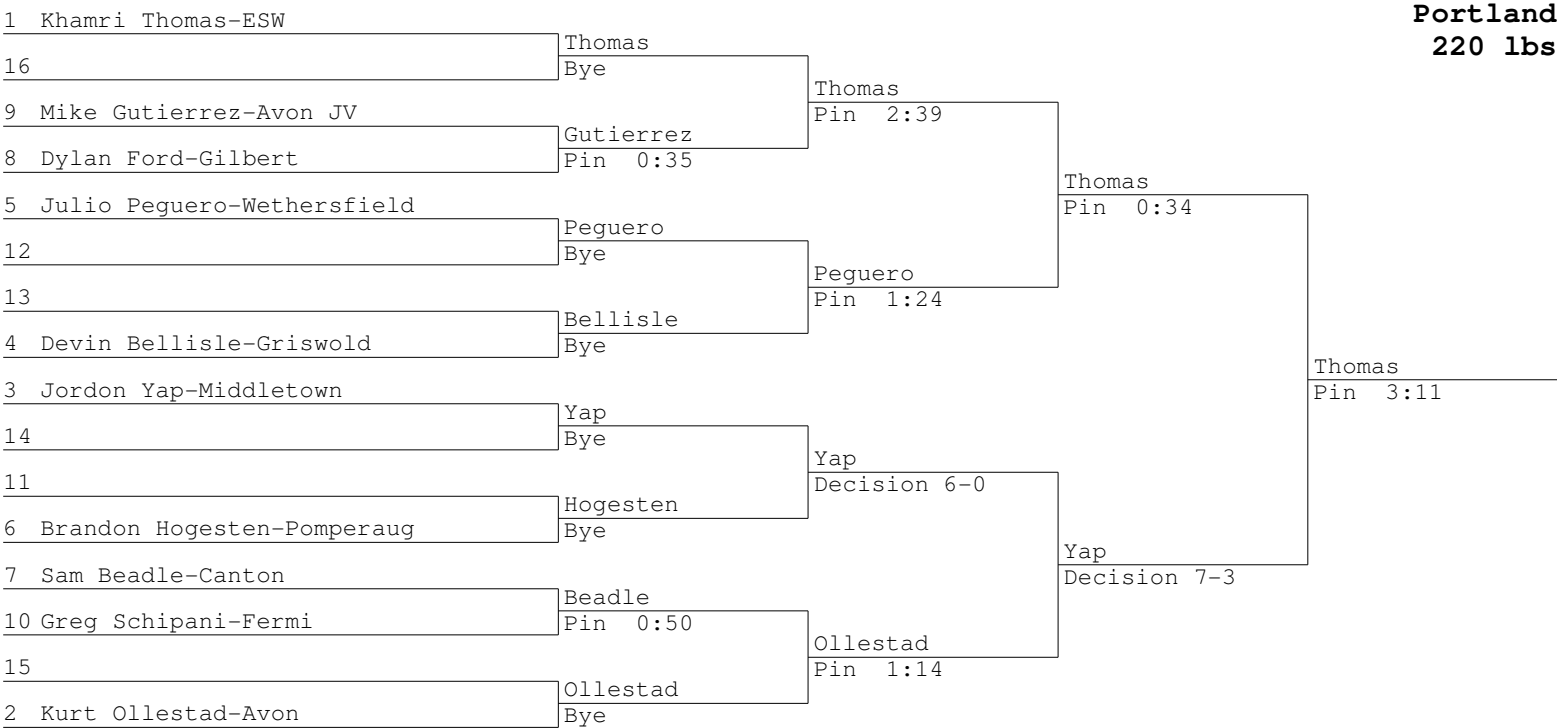 Portland
220 lbs
1 Khamri Thomas-ESW
16
9 Mike Gutierrez-Avon JV
8 Dylan Ford-Gilbert
5 Julio Peguero-Wethersfield
12
13
4 Devin Bellisle-Griswold
3 Jordon Yap-Middletown
14
11
6 Brandon Hogesten-Pomperaug
7 Sam Beadle-Canton
10 Greg Schipani-Fermi
15
2 Kurt Ollestad-Avon
Thomas
Bye
Gutierrez
Pin 0:35
Peguero
Bye
Bellisle
Bye
Yap
Bye
Hogesten
Bye
Beadle
Pin 0:50
Ollestad
Bye
Thomas
Pin 2:39
Peguero
Pin 1:24
Yap
Decision 6-0
Ollestad
Pin 1:14
Thomas
Pin 0:34
Yap
Decision 7-3
Thomas
Pin 3:11